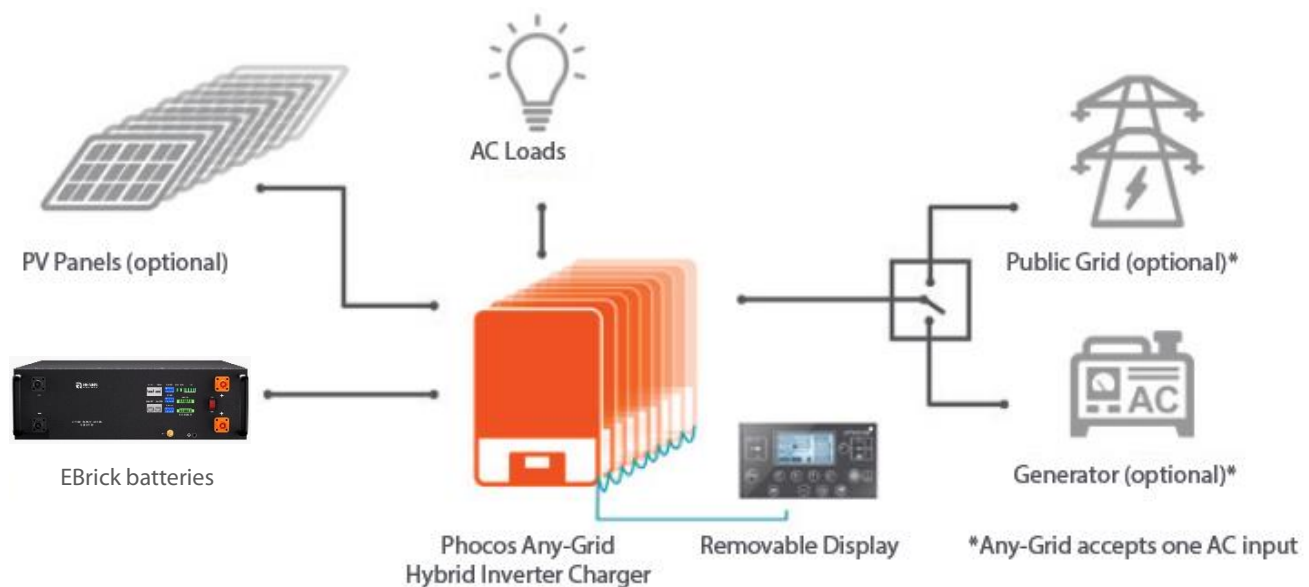 AC Loads
PV Panels (optional)
Public Grid (optional)*
EBrick batteries
AC
Generator (optional)*
Phocos Any-Grid
Hybrid Inverter Charger
Removable Display
*Any-Grid accepts one AC input